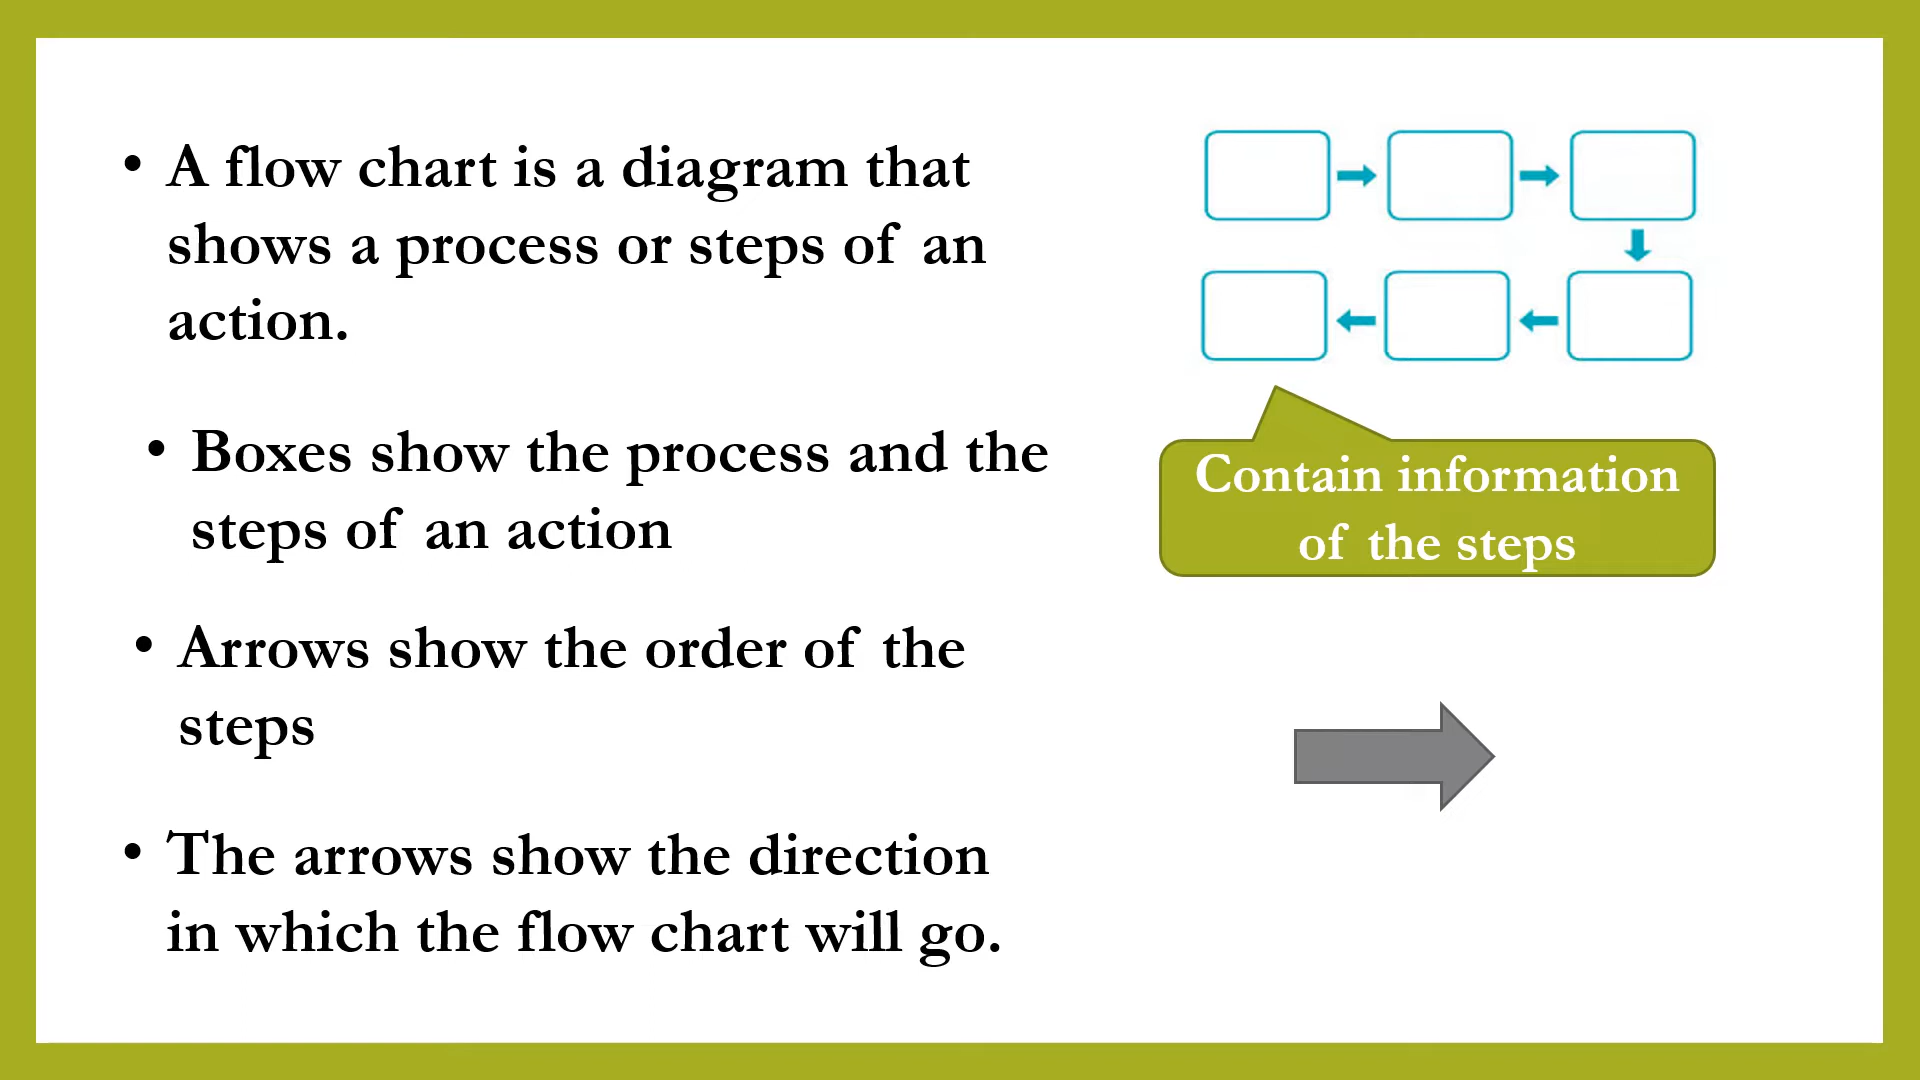 • A flow chart is a diagram that
shows a process or steps of an
action.
• Boxes show the process and the
steps of an action
Contain information
of the steps
• Arrows show the order of the
steps
• The arrows show the direction
in which the flow chart will go.